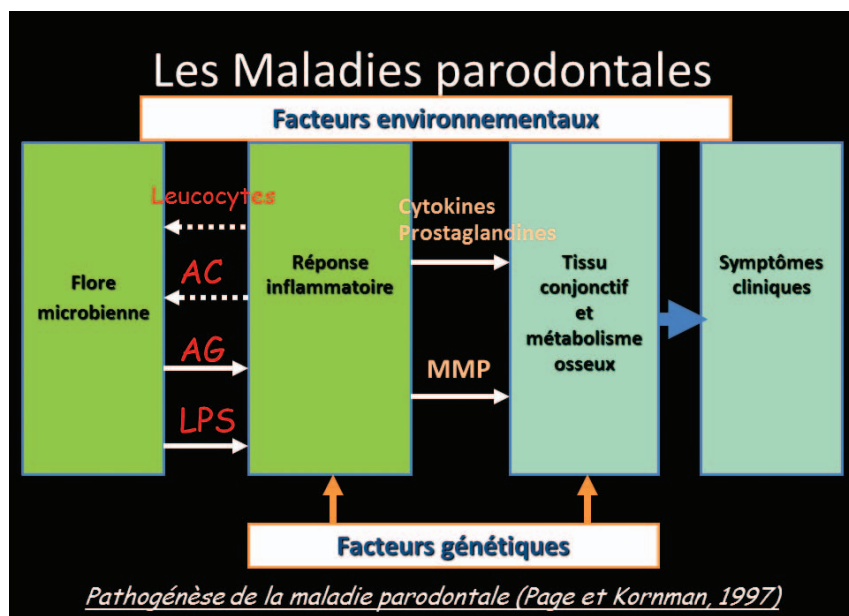 Les Maladies parodontales
Facteurs environnementaux
Flore
microbienne
Leucocytes
AC
AG
LPS
Réponse
inflammatoire
Cytokines
Prostaglandines
MMP
Tissu
conjonctif
et
métabolisme
osseux
Symptômes
cliniques
Facteurs génétiques
Pathogénèse de la maladie parodontale (Page et Kornman, 1997)